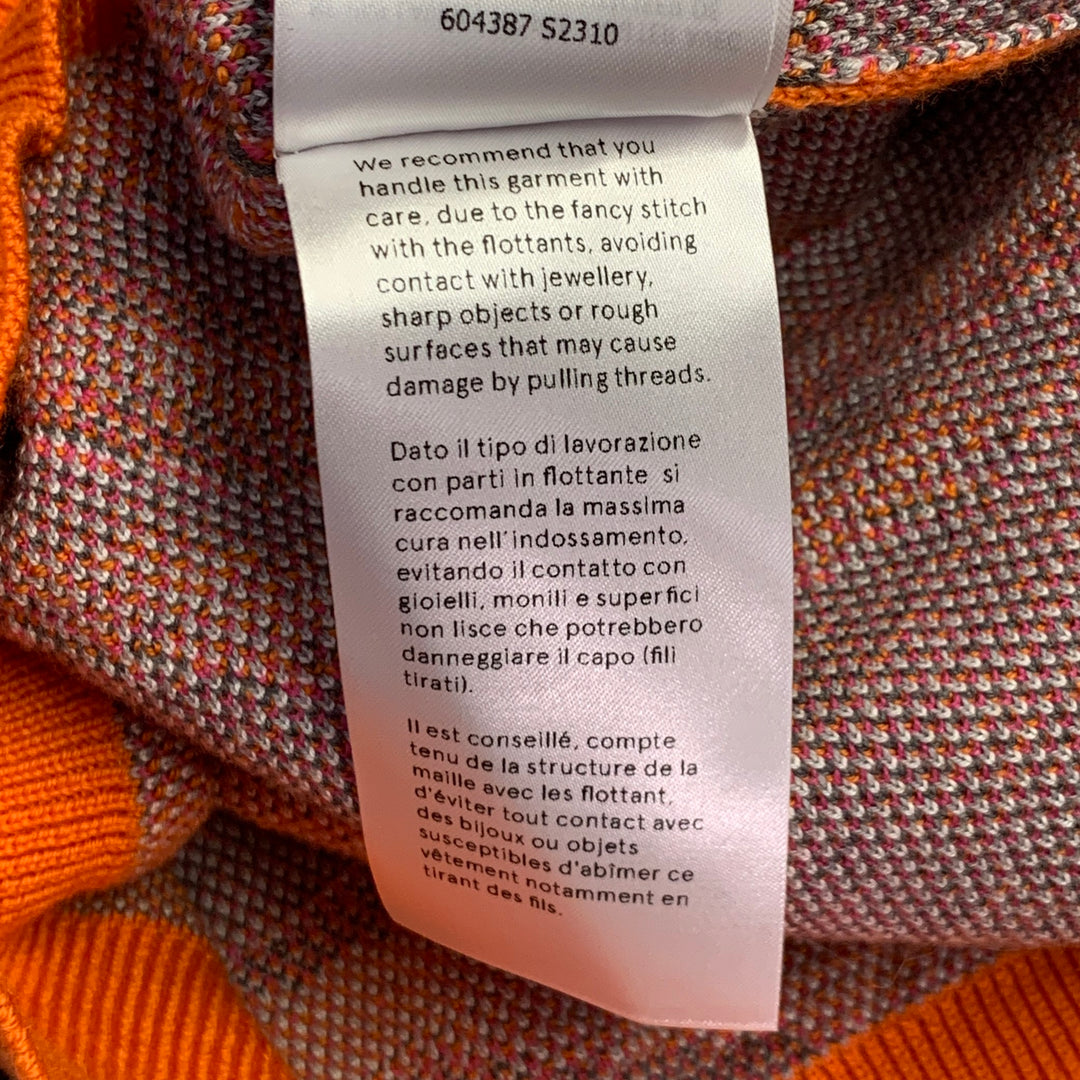 604387 S2310
We recommend that you
handle this garment with
care, due to the fancy stitch
with the flottants, avoiding
contact with jewellery,
sharp objects or rough
surfaces that may cause
damage by pulling threads.
Dato il tipo di lavorazione
con parti in flottante si
raccomanda la massima
cura nell'indossamento,
evitando il contatto con
gioielli, monili e superfici
non lisce che potrebbero
danneggiare il capo (fili
tirati).
Il est conseillé, compte
tenu de la structure de la
maille avec les flottant,
d'éviter tout contact avec
des bijoux ou objets
susceptibles d'abîmer ce
vêtement notamment en
tirant des fils.